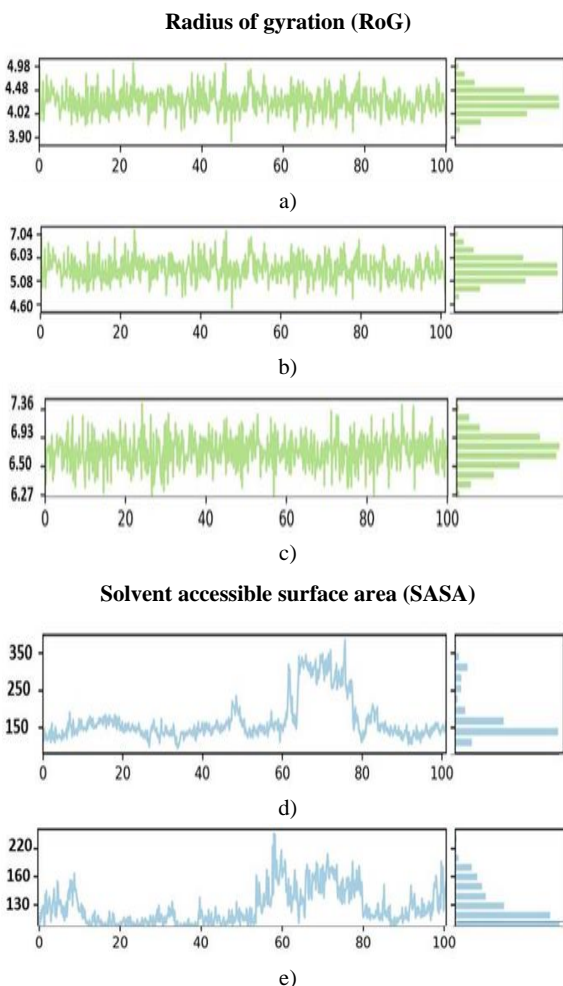 Radius of gyration (RoG)
4.98
4.48
4.02
3.90
0 20 40 60 80 100
a)
7.04
6.03
5.08
4.60
0 20 40 60 80 100
b)
7.36
6.93
6.50
6.27
0 20 40 60 80 100
c)
Solvent accessible surface area (SASA)
350
250
150
0 20 40 60 80 100
d)
220
160
130
0 20 40 60 80 100
e)